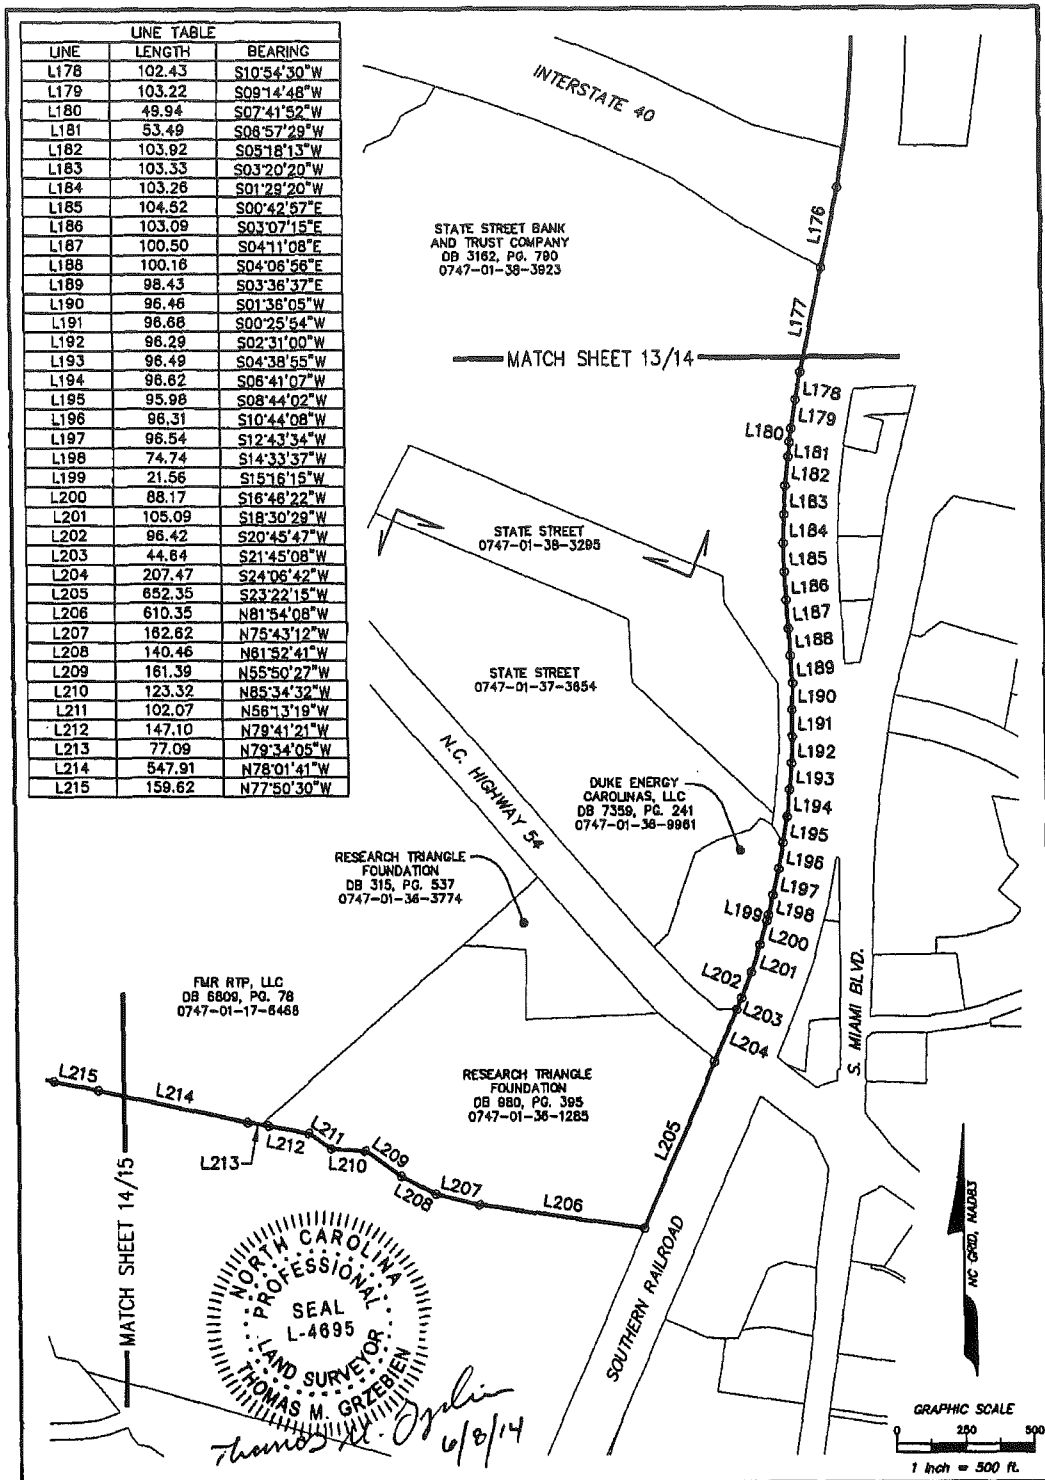 LINE TABLE
LINE LENGTH BEARING
L178 102.43 S10°54'30"W
L179 103.22 S09°14'48"W
L180 49.94 S07°41'52"W
L181 53.49 S06°57'29"W
L182 103.92 S05°18'13"W
L183 103.33 S03°20'20"W
L184 103.26 S01°29'20"W
L185 104.52 S00°42'57"E
L186 103.09 S03°07'15"E
L187 100.50 S04°11'08"E
L188 100.16 S04°06'56"E
L189 98.43 S03°36'37"E
L190 96.46 S01°36'05"W
L191 96.66 S00°25'54"W
L192 96.29 S02°31'00"W
L193 96.49 S04°38'55"W
L194 96.62 S06°41'07"W
L195 95.98 S08°44'02"W
L196 96.31 S10°44'08"W
L197 96.54 S12°43'34"W
L198 74.74 S14°33'37"W
L199 21.56 S15°16'15"W
L200 88.17 S16°46'22"W
L201 105.09 S18°30'29"W
L202 96.42 S20°45'47"W
L203 44.64 S21°45'08"W
L204 207.47 S24°06'42"W
L205 652.35 S23°22'15"W
L206 610.35 N81°54'08"W
L207 162.62 N75°43'12"W
L208 140.46 N61°52'41"W
L209 161.39 N55°50'27"W
L210 123.32 N85°34'32"W
L211 102.07 N56°13'19"W
L212 147.10 N79°41'21"W
L213 77.09 N79°34'05"W
L214 547.91 N78°01'41"W
L215 159.62 N77°50'30"W
INTERSTATE 40
L176
STATE STREET BANK
AND TRUST COMPANY
DB 3162, PG. 790
0747-01-38-3923
L177
MATCH SHEET 13/14
L178
L179
L180
L181
L182
L183
STATE STREET
0747-01-38-3295
L184
L185
L186
L187
L188
STATE STREET
0747-01-37-3654
L189
L190
L191
N.C. HIGHWAY 54
L192
L193
DUKE ENERGY
CAROLINAS, LLC
DB 7359, PG. 241
0747-01-36-9961
L194
L195
L196
RESEARCH TRIANGLE
FOUNDATION
DB 315, PG. 537
0747-01-36-3774
L197
L198
L199
L200
L201
L202
L203
L204
S. MIAMI BLVD.
FMR RTP, LLC
DB 6809, PG. 78
0747-01-17-6468
RESEARCH TRIANGLE
FOUNDATION
DB 980, PG. 395
0747-01-36-1285
L215
L214
L205
L213
L212
L211
L210
L209
L208
L207
L206
MATCH SHEET 14/15
SOUTHERN RAILROAD
NC GRID, NAD83
NORTH CAROLINA
PROFESSIONAL
SEAL
L-4695
LAND SURVEYOR
THOMAS M. GRZEBIEN
6/8/14
GRAPHIC SCALE
0 250 500
1 inch = 500 ft.